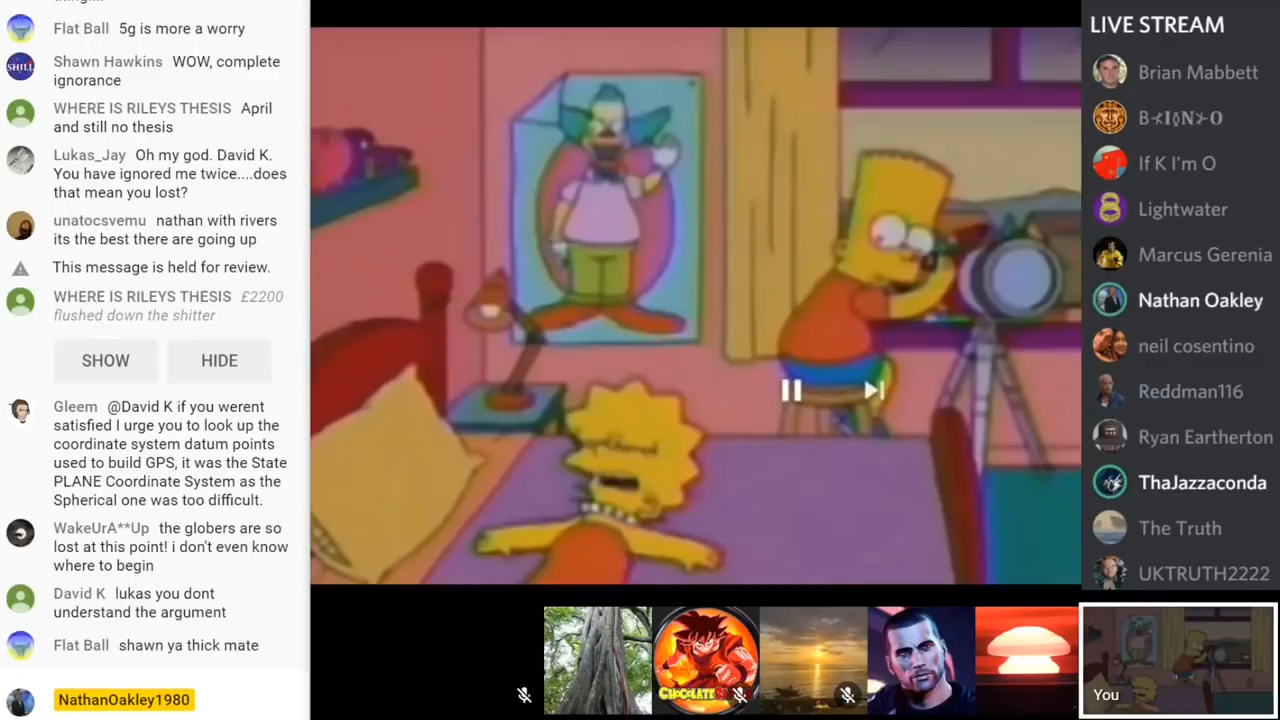 Flat Ball 5g is more a worry
Shawn Hawkins WOW, complete
ignorance
WHERE IS RILEYS THESIS April
and still no thesis
Lukas_Jay Oh my god. David K.
You have ignored me twice....does
that mean you lost?
unatocsvemu nathan with rivers
its the best there are going up
This message is held for review.
WHERE IS RILEYS THESIS £2200
flushed down the shitter
SHOW HIDE
Gleem @David K if you werent
satisfied I urge you to look up the
coordinate system datum points
used to build GPS, it was the State
PLANE Coordinate System as the
Spherical one was too difficult.
WakeUrA**Up the globers are so
lost at this point! i don't even know
where to begin
David K lukas you dont
understand the argument
Flat Ball shawn ya thick mate
NathanOakley1980
SHILL
CHOCOLATE
You
LIVE STREAM
Brian Mabbett
If K I'm O
Lightwater
Marcus Gerenia
Nathan Oakley
neil cosentino
Reddman116
Ryan Eartherton
ThaJazzaconda
The Truth
UKTRUTH2222